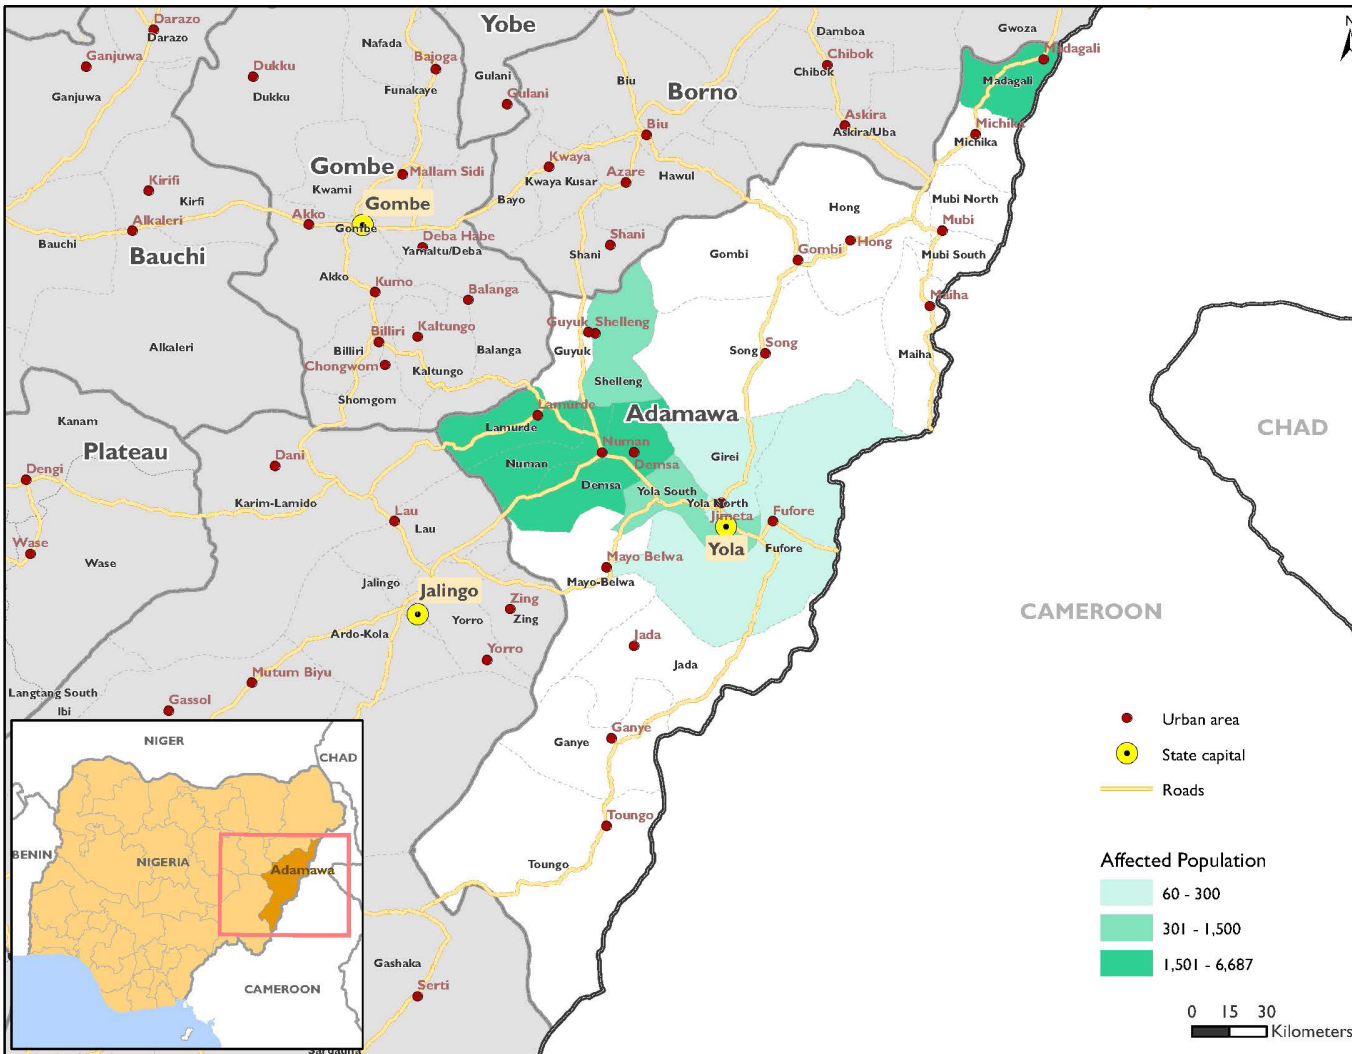 Darazo
Darazo
Ganjuwa
Ganjuwa
Dukku
Dukku
Nafada
Bajoga
Funakaye
Yobe
Gulani
Gulani
Biu
Borno
Damboa
Chibok
Chibok
Gwoza
Madagali
Madagali
N
Askira
Askira/Uba
Michika
Michika
Biu
Gombe
Mallam Sidi
Kwami
Kwaya
Kwaya Kusar
Azare
Hawul
Bayo
Kirifi
Kirfi
Alkaleri
Bauchi
Bauchi
Akko
Gombe
Gombe
Deba Habe
Yamaltu/Deba
Shani
Shani
Hong
Hong
Gombi
Gombi
Mubi North
Mubi
Mubi South
Akko
Kumo
Balanga
Balanga
Maiha
Maiha
Billiri
Billiri
Kaltungo
Kaltungo
Chongwom
Shomgom
Guyuk
Shelleng
Guyuk
Shelleng
Song
Song
Alkaleri
Kanam
Plateau
Dengi
Dani
Karim-Lamido
Lamurde
Lamurde
Adamawa
Numan
Numan
Demsa
Demsa
Girei
Yola South
Yola North
Jimeta
Fufore
Fufore
Yola
CHAD
Wase
Wase
Lau
Lau
Mayo Belwa
Mayo-Belwa
Jalingo
Jalingo
Zing
Zing
Yorro
Yorro
Ardo-Kola
CAMEROON
Jada
Jada
Mutum Biyu
Gassol
Langtang South
Ibi
Ganye
Ganye
Toungo
Toungo
Gashaka
Serti
NIGER
CHAD
BENIN
NIGERIA
Adamawa
CAMEROON
Urban area
State capital
Roads
Affected Population
60 - 300
301 - 1,500
1,501 - 6,687
0 15 30
Kilometers